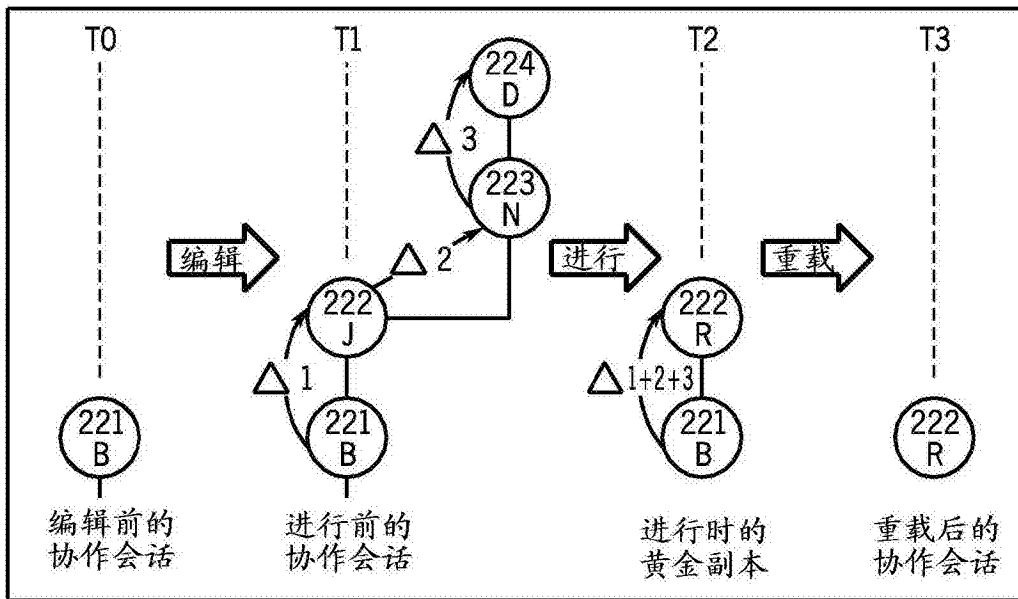 T0
T1
T2
T3
224
D
△ 3
223
N
编辑
△ 2
进行
重载
222
J
222
R
△ 1
△ 1+2+3
221
B
221
B
221
B
222
R
编辑前的
协作会话
进行前的
协作会话
进行时的
黄金副本
重载后的
协作会话